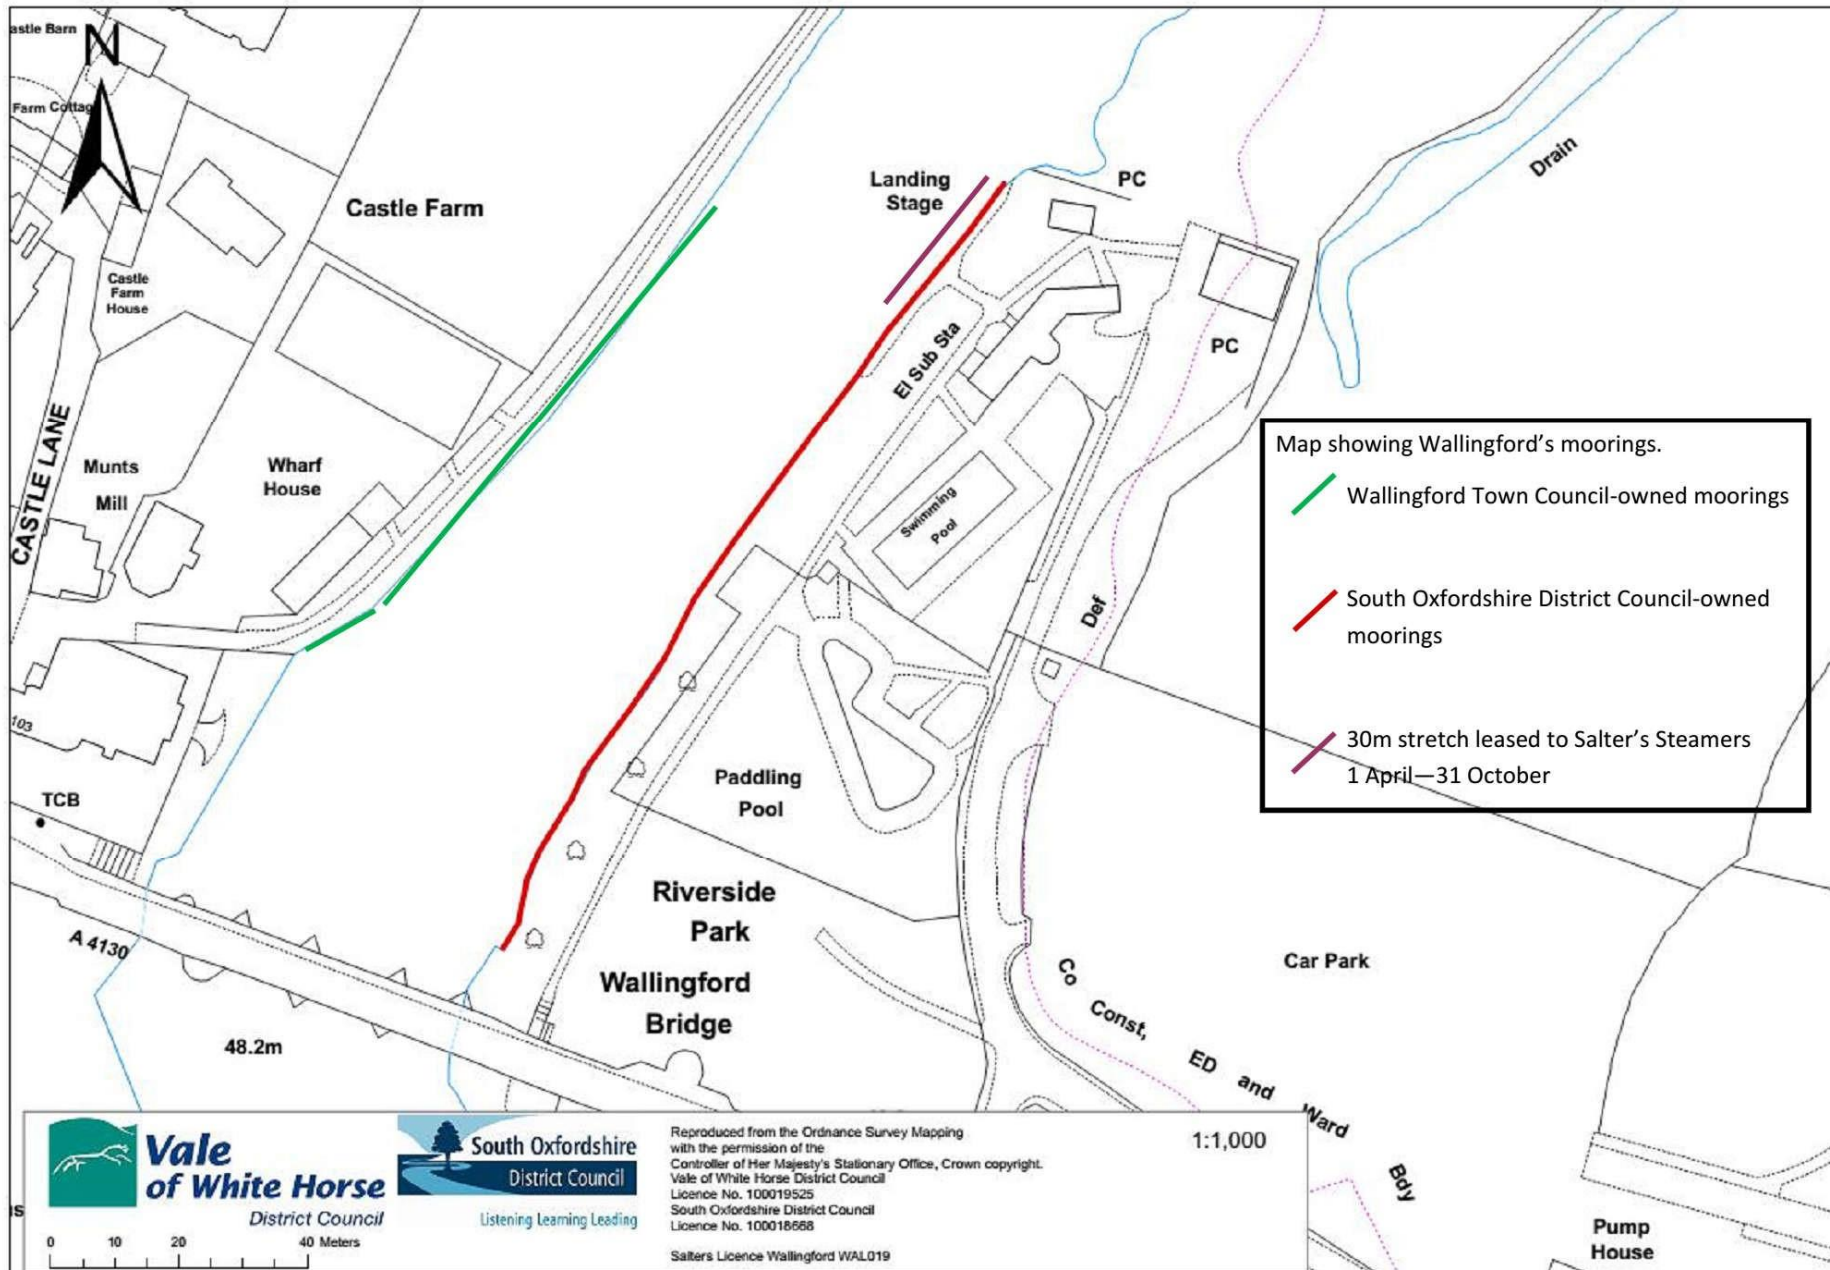 astle Barn
N
Farm Cottag
Castle Farm
Castle
Farm
House
CASTLE LANE
Munts
Mill
Wharf
House
103
TCB
A 4130
48.2m
Landing
Stage
PC
Drain
PC
El Sub Sta
Swimming
Pool
Def
Paddling
Pool
Riverside
Park
Wallingford
Bridge
Car Park
Co Const, ED and Ward Bdy
Pump
House
Map showing Wallingford’s moorings.
Wallingford Town Council-owned moorings
South Oxfordshire District Council-owned
moorings
30m stretch leased to Salter’s Steamers
1 April—31 October
Vale
of White Horse
District Council
South Oxfordshire
District Council
Listening Learning Leading
Reproduced from the Ordnance Survey Mapping
with the permission of the
Controller of Her Majesty's Stationary Office, Crown copyright.
Vale of White Horse District Council
Licence No. 100019525
South Oxfordshire District Council
Licence No. 100018668
Salters Licence Wallingford WAL019
1:1,000
0 10 20 40 Meters